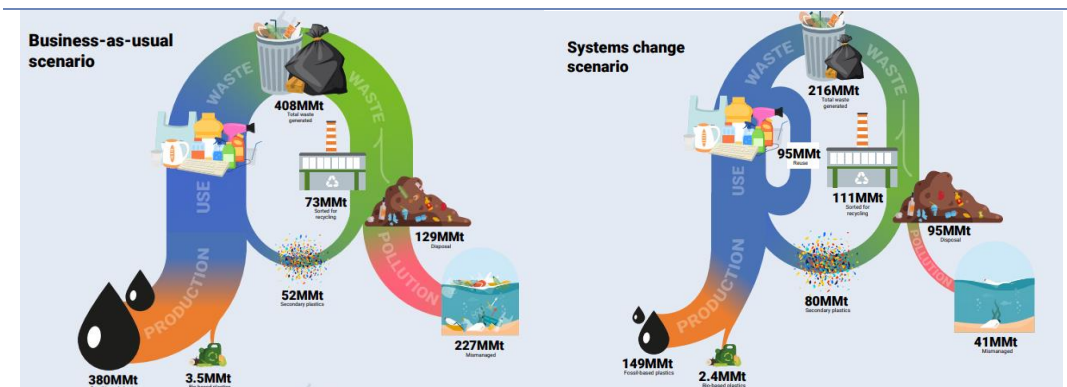 Business-as-usual
scenario
WASTE
WASTE
408MMt
Total waste
generated
USE
73MMt
Sorted for
recycling
129MMt
Disposal
POLLUTION
52MMt
Secondary plastics
PRODUCTION
227MMt
Mismanaged
380MMt
3.5MMt
Systems change
scenario
WASTE
WASTE
216MMt
Total waste
generated
95MMt
Reuse
USE
111MMt
Sorted for
recycling
95MMt
Disposal
POLLUTION
80MMt
Secondary plastics
PRODUCTION
41MMt
Mismanaged
149MMt
Fossil-based plastics
2.4MMt
Bio-based plastics